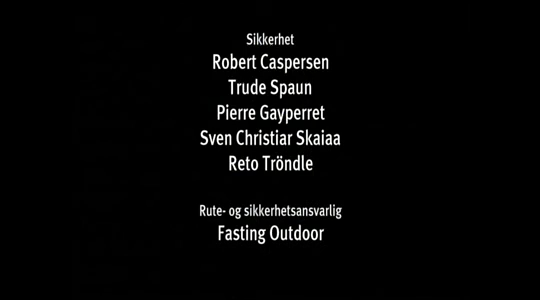 Sikkerhet
Robert Caspersen
Trude Spaun
Pierre Gayperret
Sven Christiar Skaiaa
Reto Tröndle
Rute- og sikkerhetsansvarlig
Fasting Outdoor